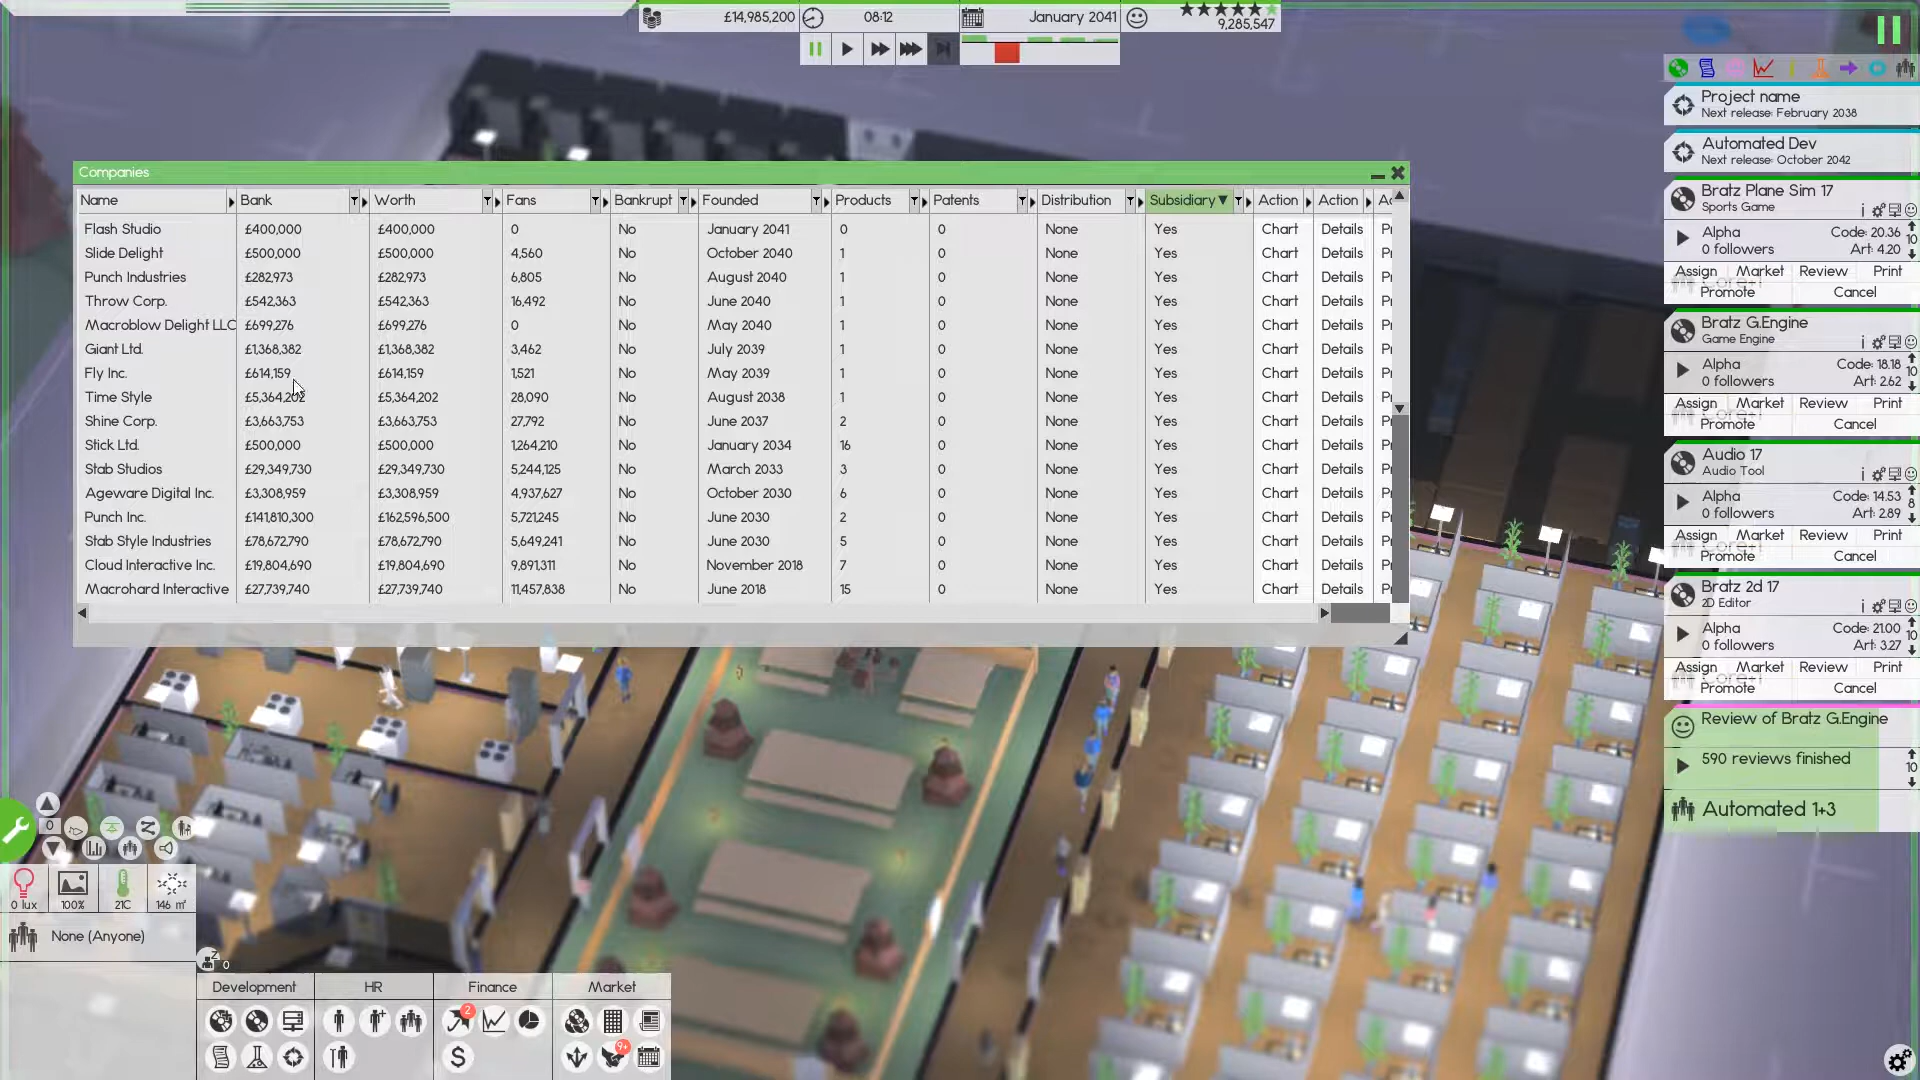 £14,985,200
08:12
January 2041
9,285,547
Companies
Name Bank Worth Fans Bankrupt Founded Products Patents Distribution Subsidiary Action Action
Flash Studio £400,000 £400,000 0 No January 2041 0 0 None Yes Chart Details
Slide Delight £500,000 £500,000 4,560 No October 2040 1 0 None Yes Chart Details
Punch Industries £282,973 £282,973 6,805 No August 2040 1 0 None Yes Chart Details
Throw Corp. £542,363 £542,363 16,492 No June 2040 1 0 None Yes Chart Details
Macroblow Delight LLC £699,276 £699,276 0 No May 2040 1 0 None Yes Chart Details
Giant Ltd. £1,368,382 £1,368,382 3,462 No July 2039 1 0 None Yes Chart Details
Fly Inc. £614,159 £614,159 1,521 No May 2039 1 0 None Yes Chart Details
Time Style £5,364,202 £5,364,202 28,090 No August 2038 1 0 None Yes Chart Details
Shine Corp. £3,663,753 £3,663,753 27,792 No June 2037 2 0 None Yes Chart Details
Stick Ltd. £500,000 £500,000 1,264,210 No January 2034 16 0 None Yes Chart Details
Stab Studios £29,349,730 £29,349,730 5,244,125 No March 2033 3 0 None Yes Chart Details
Ageware Digital Inc. £3,308,959 £3,308,959 4,937,627 No October 2030 6 0 None Yes Chart Details
Punch Inc. £141,810,300 £162,596,500 5,721,245 No June 2030 2 0 None Yes Chart Details
Stab Style Industries £78,672,790 £78,672,790 5,649,241 No June 2030 5 0 None Yes Chart Details
Cloud Interactive Inc. £19,804,690 £19,804,690 9,891,311 No November 2018 7 0 None Yes Chart Details
Macrohard Interactive £27,739,740 £27,739,740 11,457,838 No June 2018 15 0 None Yes Chart Details
Project name
Next release: February 2038
Automated Dev
Next release: October 2042
Bratz Plane Sim 17
Sports Game
Alpha Code: 20.36
0 followers Art: 4.20
10
Assign Market Review Print
Promote Cancel
Bratz G.Engine
Game Engine
Alpha Code: 18.18
0 followers Art: 2.62
10
Assign Market Review Print
Promote Cancel
Audio 17
Audio Tool
Alpha Code: 14.53
0 followers Art: 2.89
8
Assign Market Review Print
Promote Cancel
Bratz 2d 17
2D Editor
Alpha Code: 21.00
0 followers Art: 3.27
10
Assign Market Review Print
Promote Cancel
Review of Bratz G.Engine
590 reviews finished
10
Automated 1+3
0
0 lux 100% 21C 146 m²
None (Anyone)
0
Development HR Finance Market
2
9+